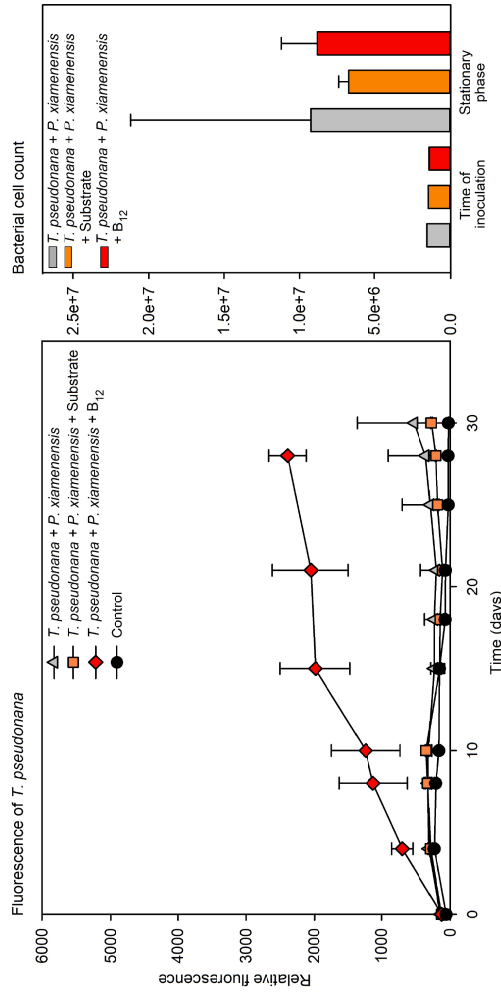 Fluorescence of T. pseudonana
T. pseudonana + P. xiamenensis
T. pseudonana + P. xiamenensis + Substrate
T. pseudonana + P. xiamenensis + B12
Control
Relative fluorescence
6000
5000
4000
3000
2000
1000
0
0
10
20
30
Time (days)
Bacterial cell count
T. pseudonana + P. xiamenensis
T. pseudonana + P. xiamenensis
+ Substrate
T. pseudonana + P. xiamenensis
+ B12
2.5e+7
2.0e+7
1.5e+7
1.0e+7
5.0e+6
0.0
Time of
inoculation
Stationary
phase